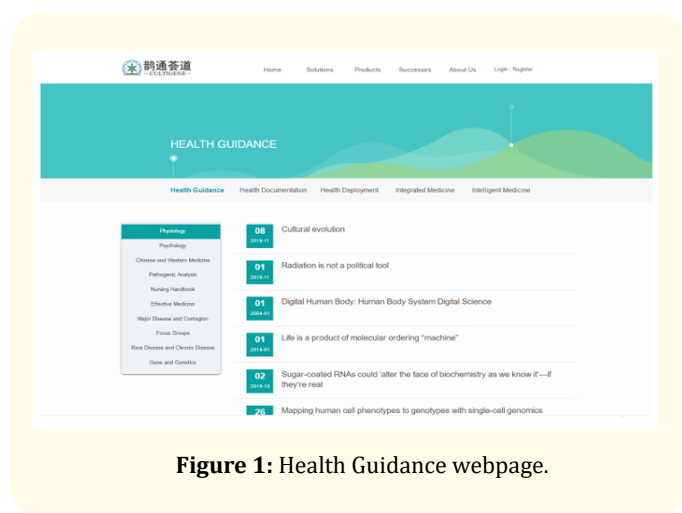 鹊通荟道
—CULTIGENE—
Home Solutions Products Successes About Us Login : Register
HEALTH GUIDANCE
Health Guidance Health Documentation Health Deployment Integrated Medicine Intelligent Medicine
Physiology
Psychology
Chinese and Western Medicine
Pathogenic Analysis
Nursing Handbook
Effective Medicine
Major Disease and Contagion
Focus Groups
Rare Disease and Chronic Disease
Gene and Genetics
08 Cultural evolution
2019-11
01 Radiation is not a political tool
2019-11
01 Digital Human Body: Human Body System Digital Science
2004-01
01 Life is a product of molecular ordering "machine"
2014-01
02 Sugar-coated RNAs could 'alter the face of biochemistry as we know it'—if
they're real
2019-10
26 Mapping human cell phenotypes to genotypes with single-cell genomics
Figure 1: Health Guidance webpage.